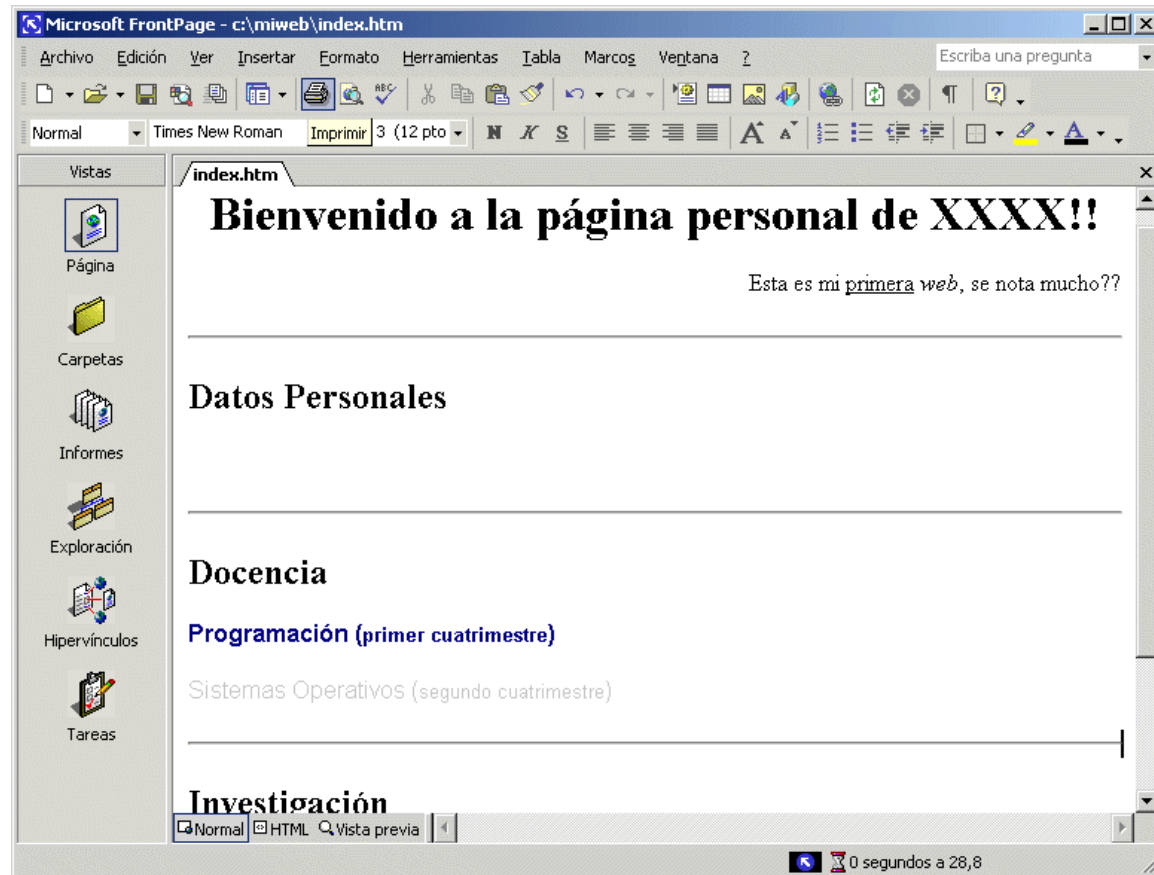 Microsoft FrontPage - c:\miweb\index.htm
Archivo Edición Ver Insertar Formato Herramientas Tabla Marcos Ventana ? Escriba una pregunta
ABC
Normal Times New Roman Imprimir 3 (12 pto N K S A A A
Vistas index.htm
Bienvenido a la página personal de XXXX!!
Página
Esta es mi primera web, se nota mucho??
Carpetas
Datos Personales
Informes
Exploración
Docencia
Programación (primer cuatrimestre)
Hipervínculos
Sistemas Operativos (segundo cuatrimestre)
Tareas
Investigación
Normal HTML Vista previa
0 segundos a 28,8